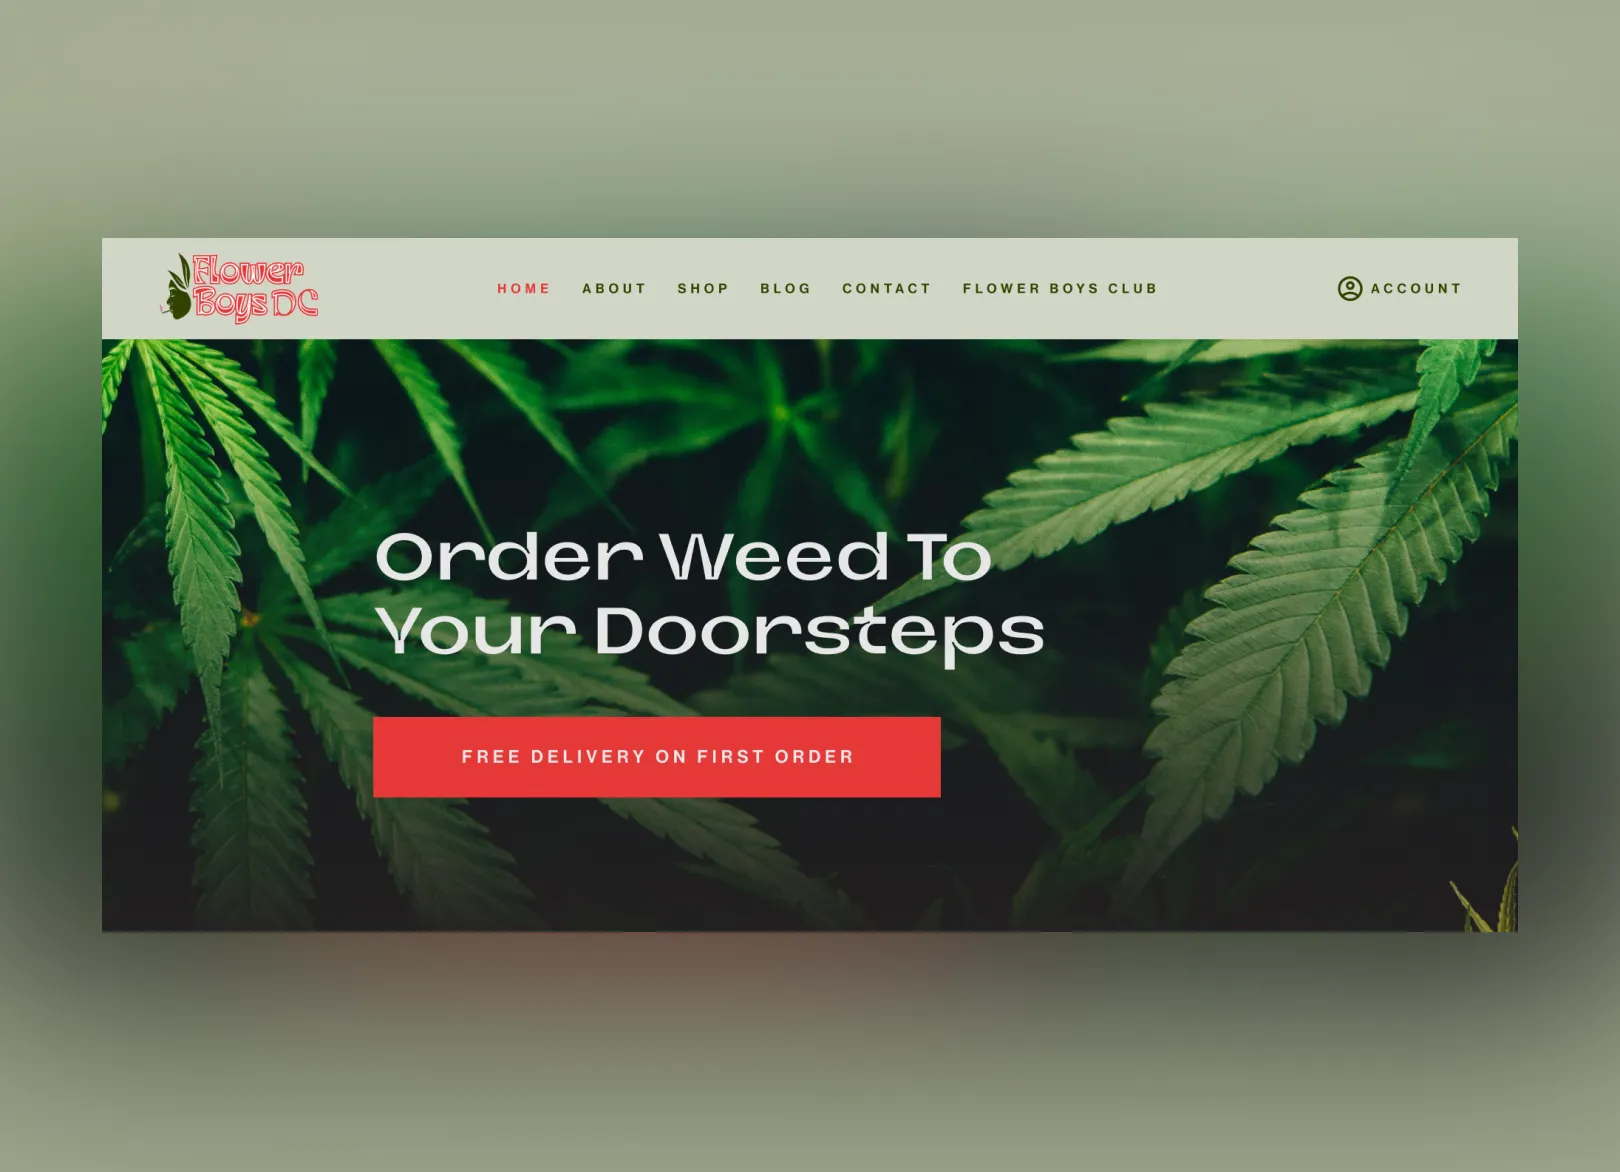 Flower
Boys DC
HOME ABOUT SHOP BLOG CONTACT FLOWER BOYS CLUB ACCOUNT
Order Weed To
Your Doorsteps
FREE DELIVERY ON FIRST ORDER